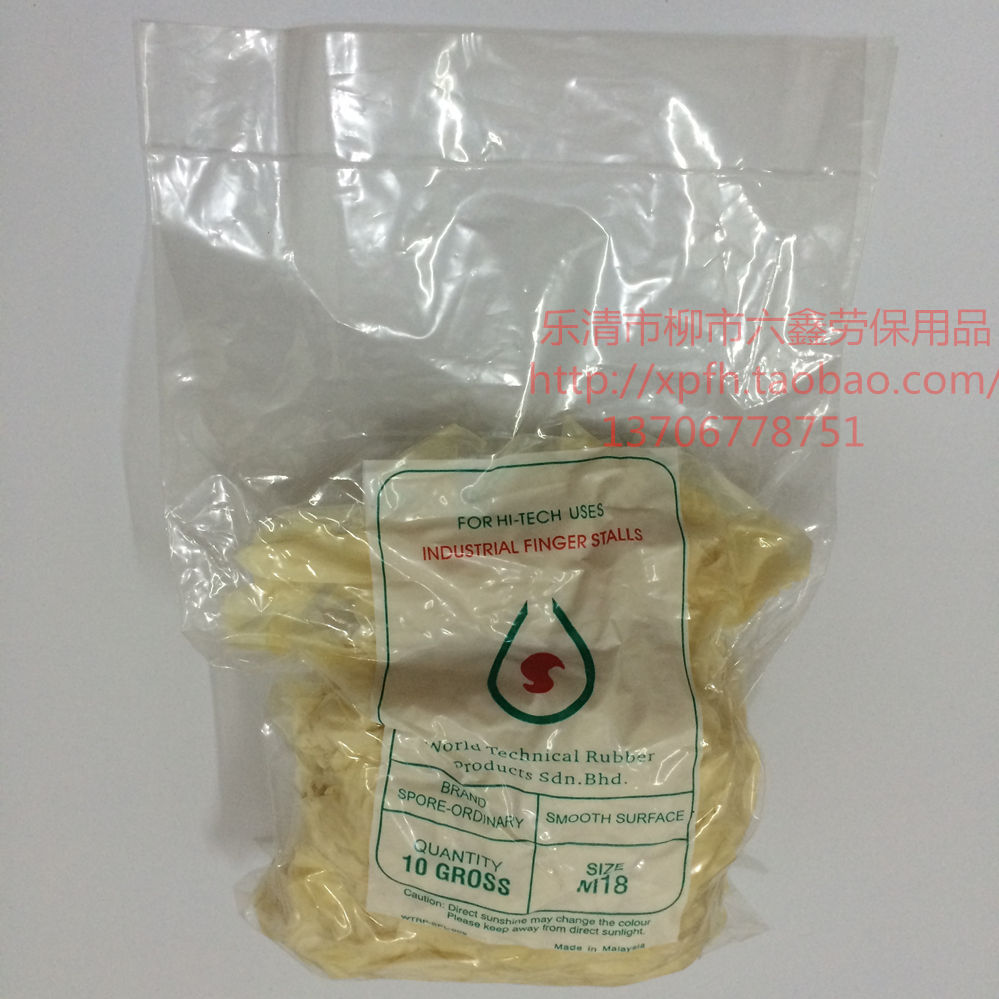 乐清市柳市六鑫劳保用品
http://xpfh.taobao.com/
13706778751
FOR HI-TECH USES
INDUSTRIAL FINGER STALLS
World Technical Rubber
Products Sdn.Bhd.
BRAND
SPORE-ORDINARY
SMOOTH SURFACE
QUANTITY
10 GROSS
SIZE
M18
Caution: Direct sunshine may change the colour
Please keep away from direct sunlight.
Made in Malaysia